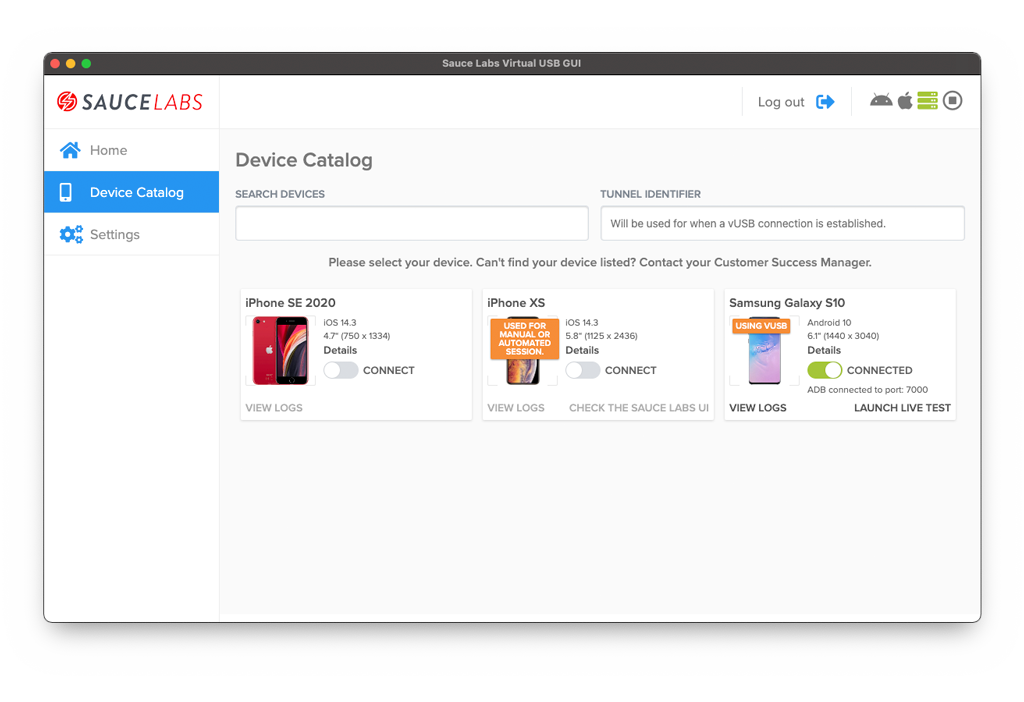 Sauce Labs Virtual USB GUI
SAUCELABS
Log out
Home
Device Catalog
Settings
Device Catalog
SEARCH DEVICES
TUNNEL IDENTIFIER
Will be used for when a vUSB connection is established.
Please select your device. Can't find your device listed? Contact your Customer Success Manager.
iPhone SE 2020
iOS 14.3
4.7" (750 x 1334)
Details
CONNECT
VIEW LOGS
iPhone XS
USED FOR
MANUAL OR
AUTOMATED
SESSION.
iOS 14.3
5.8" (1125 x 2436)
Details
CONNECT
VIEW LOGS
CHECK THE SAUCE LABS UI
Samsung Galaxy S10
USING VUSB
Android 10
6.1" (1440 x 3040)
Details
CONNECTED
ADB connected to port: 7000
VIEW LOGS
LAUNCH LIVE TEST